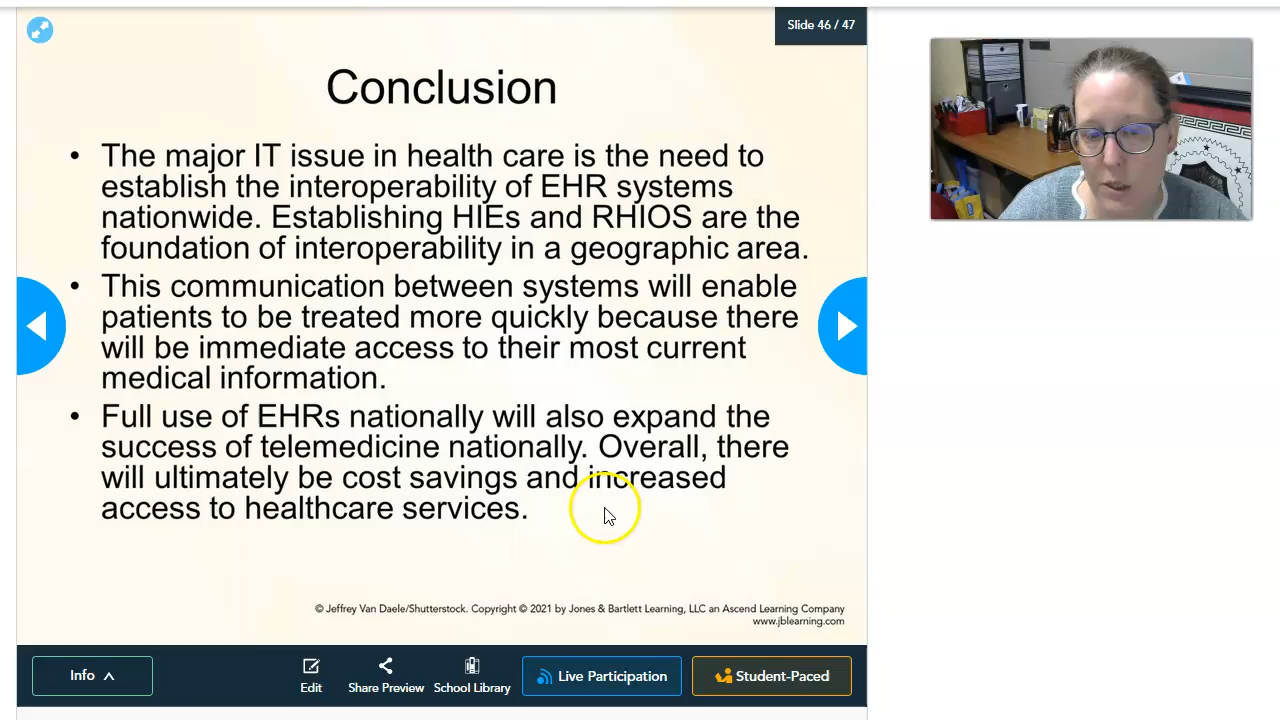 Slide 46 / 47
Conclusion
• The major IT issue in health care is the need to
establish the interoperability of EHR systems
nationwide. Establishing HIEs and RHIOS are the
foundation of interoperability in a geographic area.
• This communication between systems will enable
patients to be treated more quickly because there
will be immediate access to their most current
medical information.
• Full use of EHRs nationally will also expand the
success of telemedicine nationally. Overall, there
will ultimately be cost savings and increased
access to healthcare services.
© Jeffrey Van Daele/Shutterstock. Copyright © 2021 by Jones & Bartlett Learning, LLC an Ascend Learning Company
www.jblearning.com
Info
Edit
Share Preview
School Library
Live Participation
Student-Paced